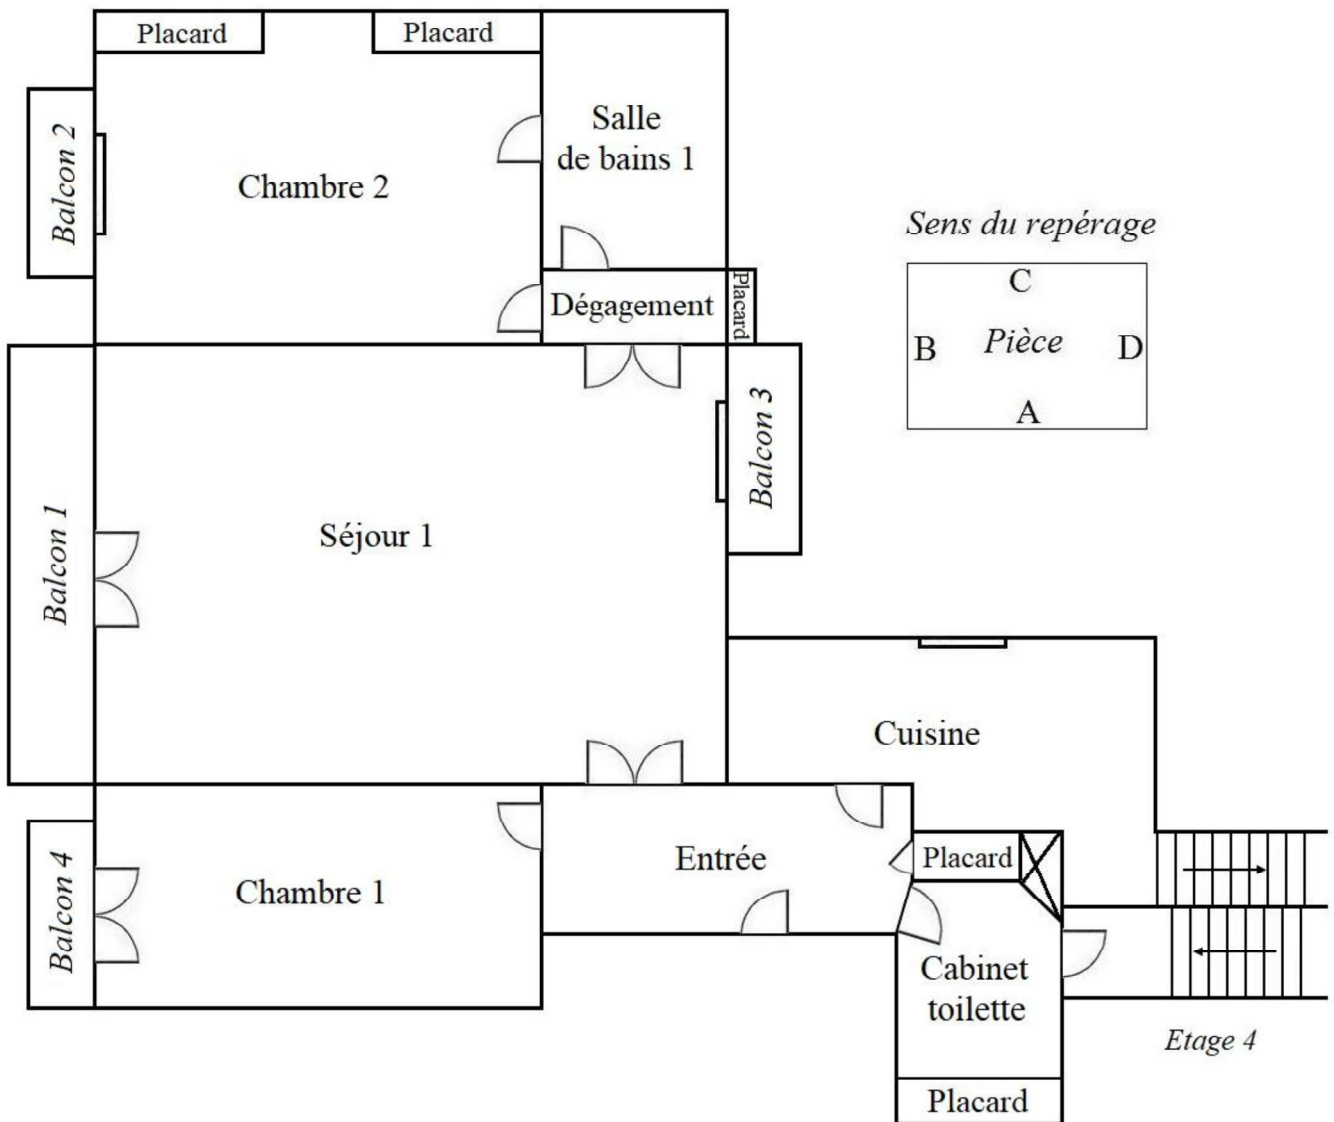 Placard
Placard
Salle
de bains 1
Balcon 2
Chambre 2
Sens du repérage
C
B
Pièce
D
A
Dégagement
Placard
Balcon 3
Balcon 1
Séjour 1
Cuisine
Balcon 4
Chambre 1
Entrée
Placard
Cabinet
toilette
Etage 4
Placard